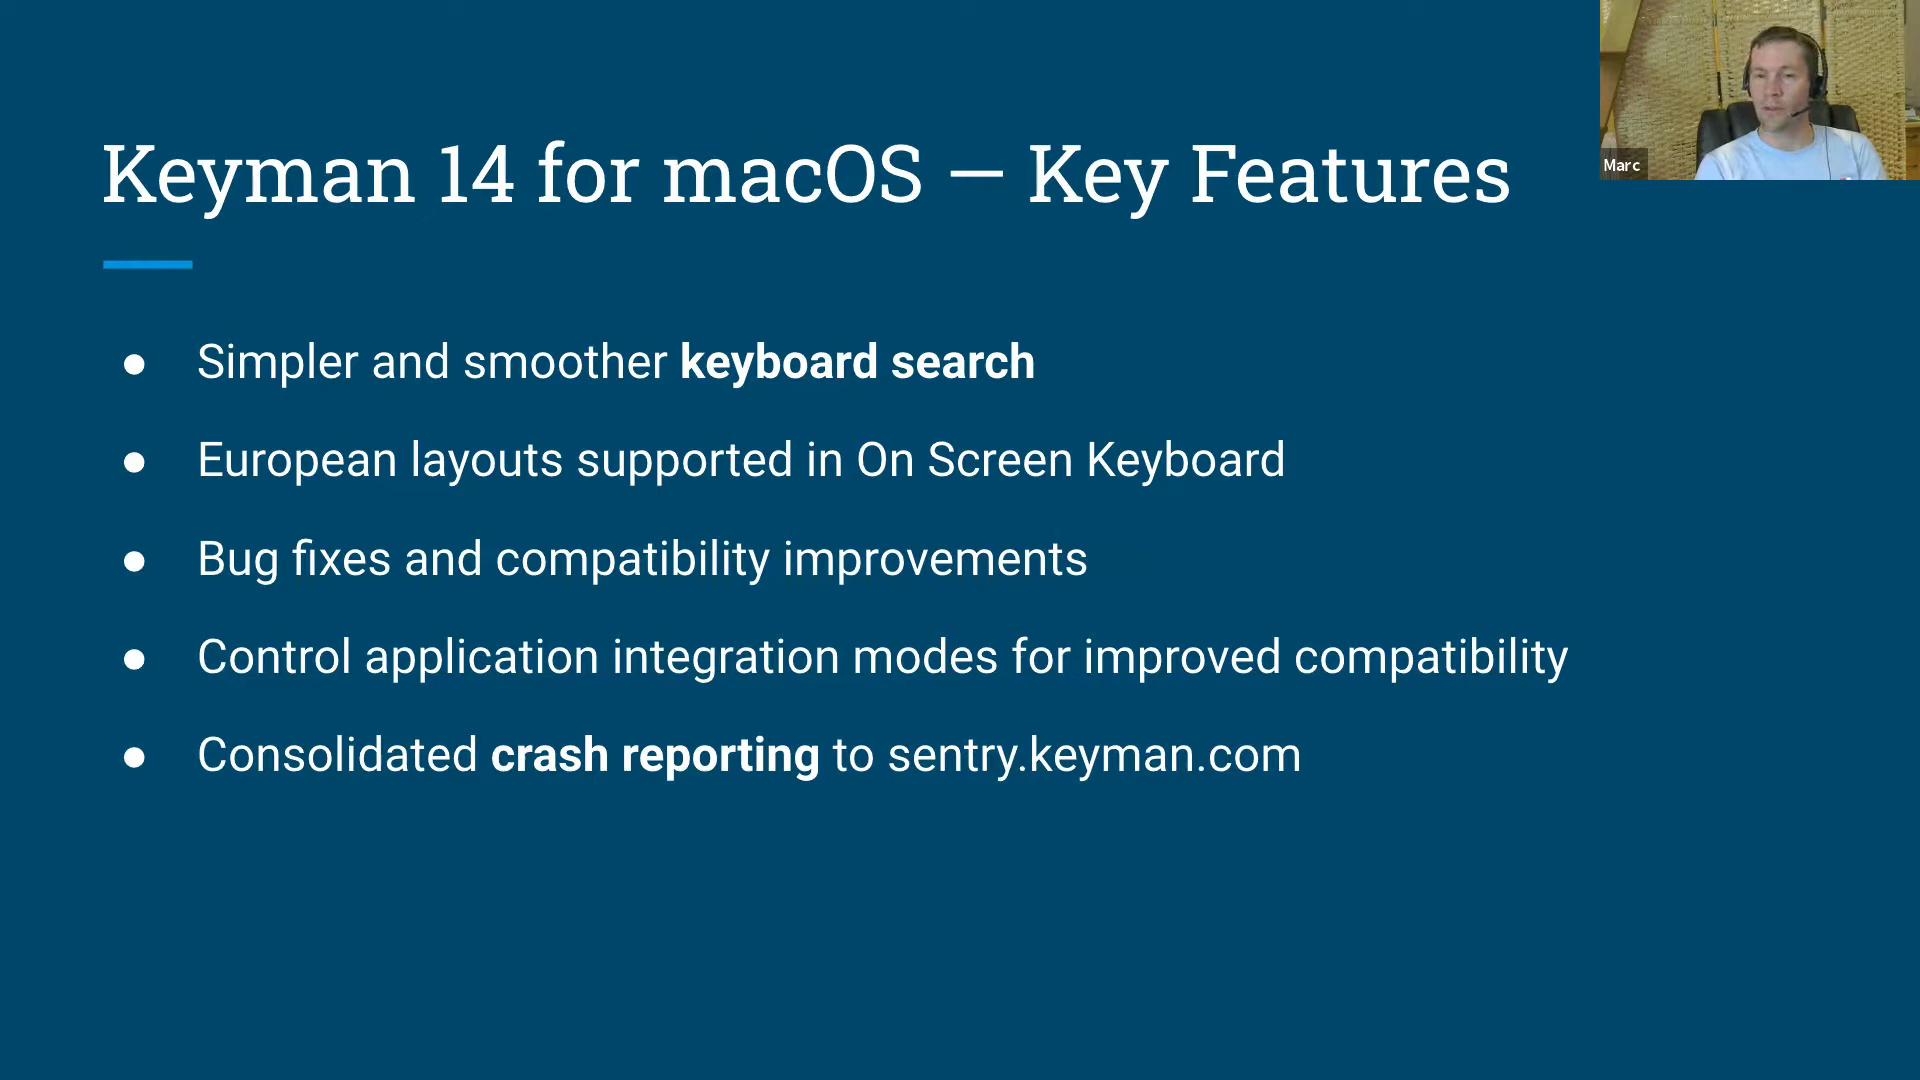 Keyman 14 for macOS — Key Features
Marc
● Simpler and smoother keyboard search
● European layouts supported in On Screen Keyboard
● Bug fixes and compatibility improvements
● Control application integration modes for improved compatibility
● Consolidated crash reporting to sentry.keyman.com